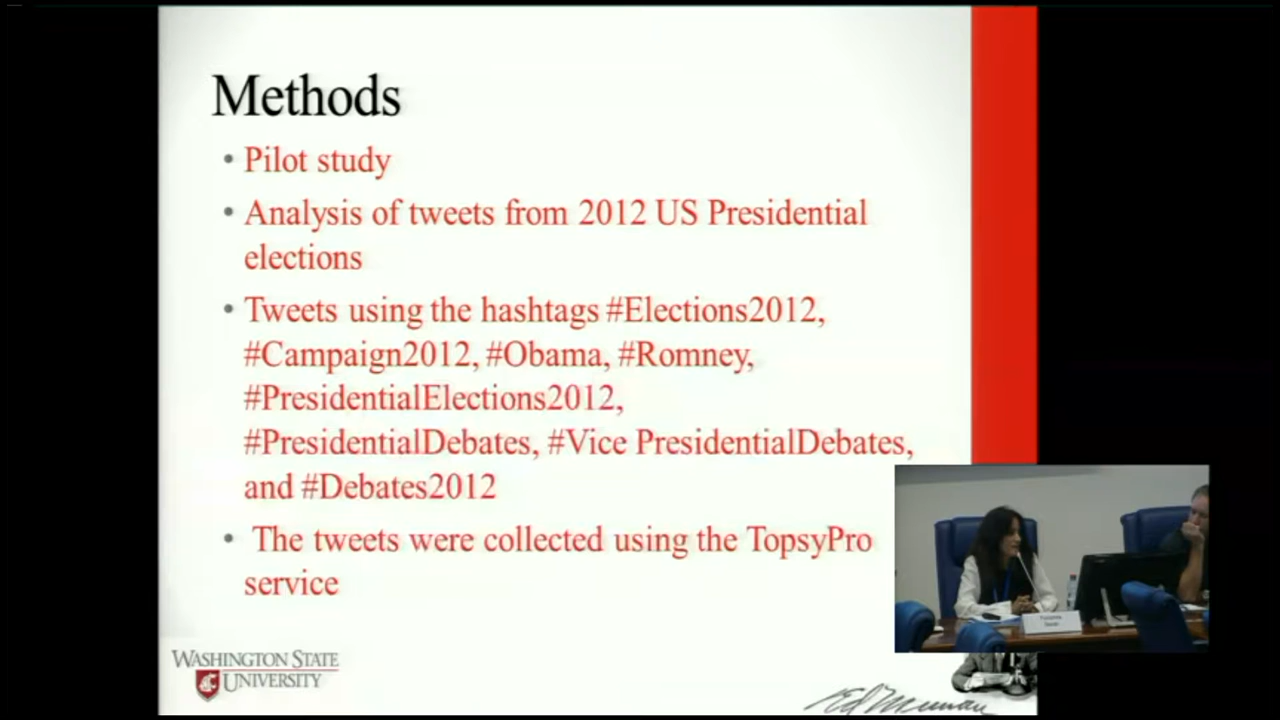 Methods
• Pilot study
• Analysis of tweets from 2012 US Presidential
elections
• Tweets using the hashtags #Elections2012,
#Campaign2012, #Obama, #Romney,
#PresidentialElections2012,
#PresidentialDebates, #Vice PresidentialDebates,
and #Debates2012
• The tweets were collected using the TopsyPro
service
WASHINGTON STATE
UNIVERSITY